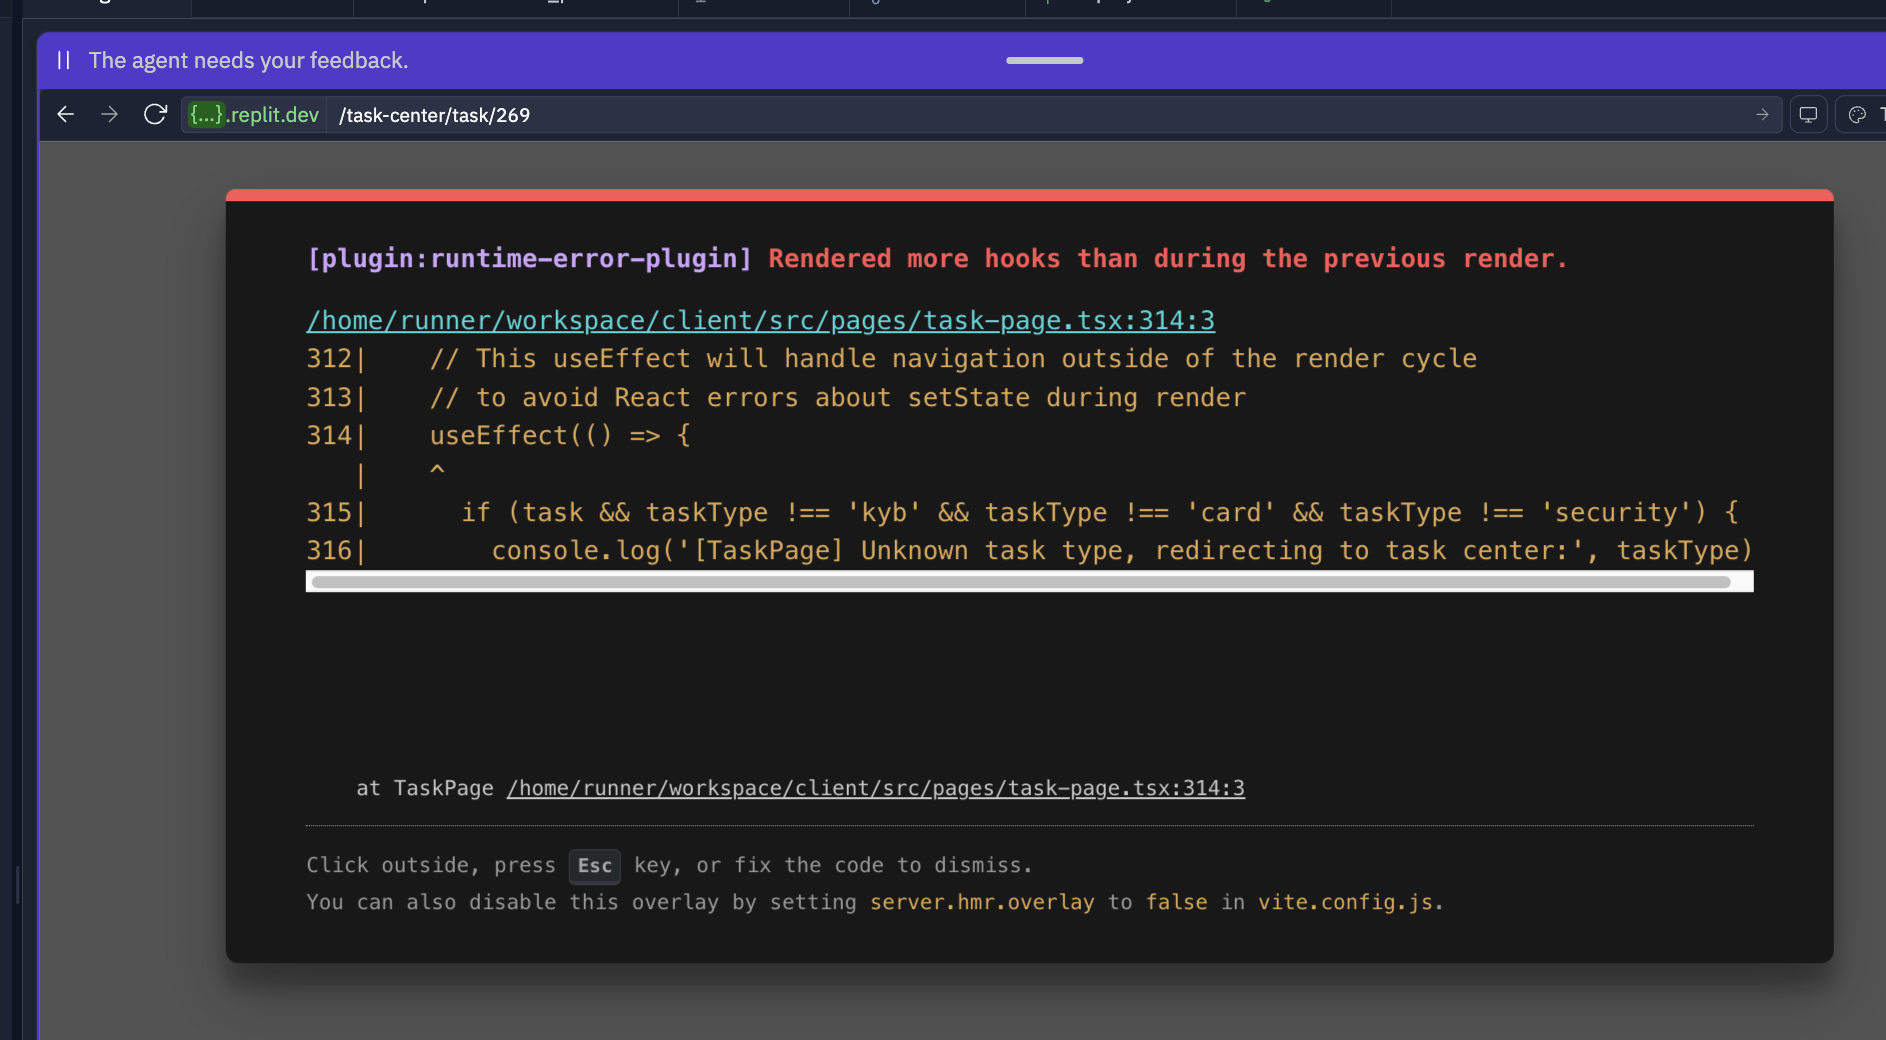 The agent needs your feedback.
{...}.replit.dev /task-center/task/269
[plugin:runtime-error-plugin] Rendered more hooks than during the previous render.
/home/runner/workspace/client/src/pages/task-page.tsx:314:3
312|    // This useEffect will handle navigation outside of the render cycle
313|    // to avoid React errors about setState during render
314|    useEffect(() => {
   |    ^
315|      if (task && taskType !== 'kyb' && taskType !== 'card' && taskType !== 'security') {
316|        console.log('[TaskPage] Unknown task type, redirecting to task center:', taskType)
at TaskPage /home/runner/workspace/client/src/pages/task-page.tsx:314:3
Click outside, press Esc key, or fix the code to dismiss.
You can also disable this overlay by setting server.hmr.overlay to false in vite.config.js.